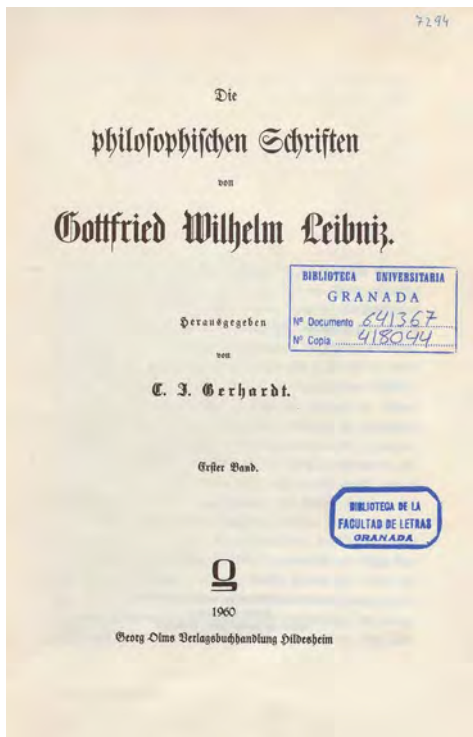 7294
Die
philosophischen Schriften
von
Gottfried Wilhelm Leibniz.
BIBLIOTECA UNIVERSITARIA
GRANADA
Nº Documento 641367
Nº Copia 418044
Herausgegeben
von
C. J. Gerhardt.
Erster Band.
BIBLIOTECA DE LA
FACULTAD DE LETRAS
GRANADA
1960
Georg Olms Verlagsbuchhandlung Hildesheim